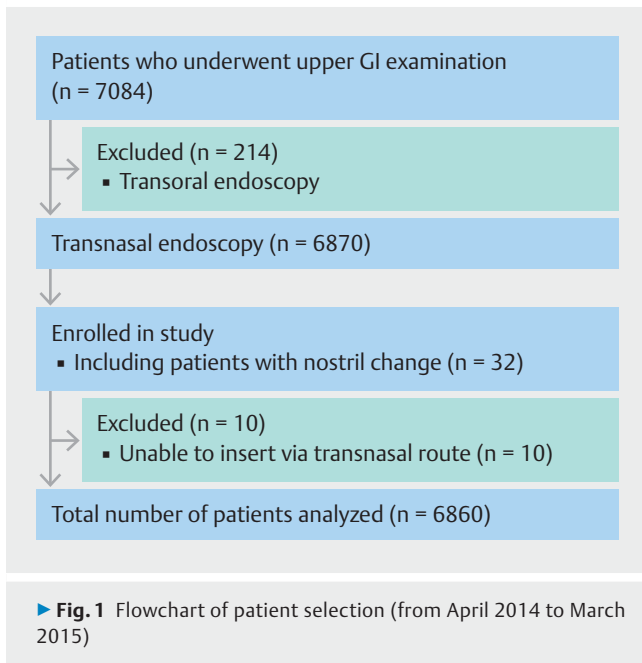 Patients who underwent upper GI examination
(n = 7084)
Excluded (n = 214)
▪ Transoral endoscopy
Transnasal endoscopy (n = 6870)
Enrolled in study
▪ Including patients with nostril change (n = 32)
Excluded (n = 10)
▪ Unable to insert via transnasal route (n = 10)
Total number of patients analyzed (n = 6860)
▶ Fig. 1 Flowchart of patient selection (from April 2014 to March
2015)